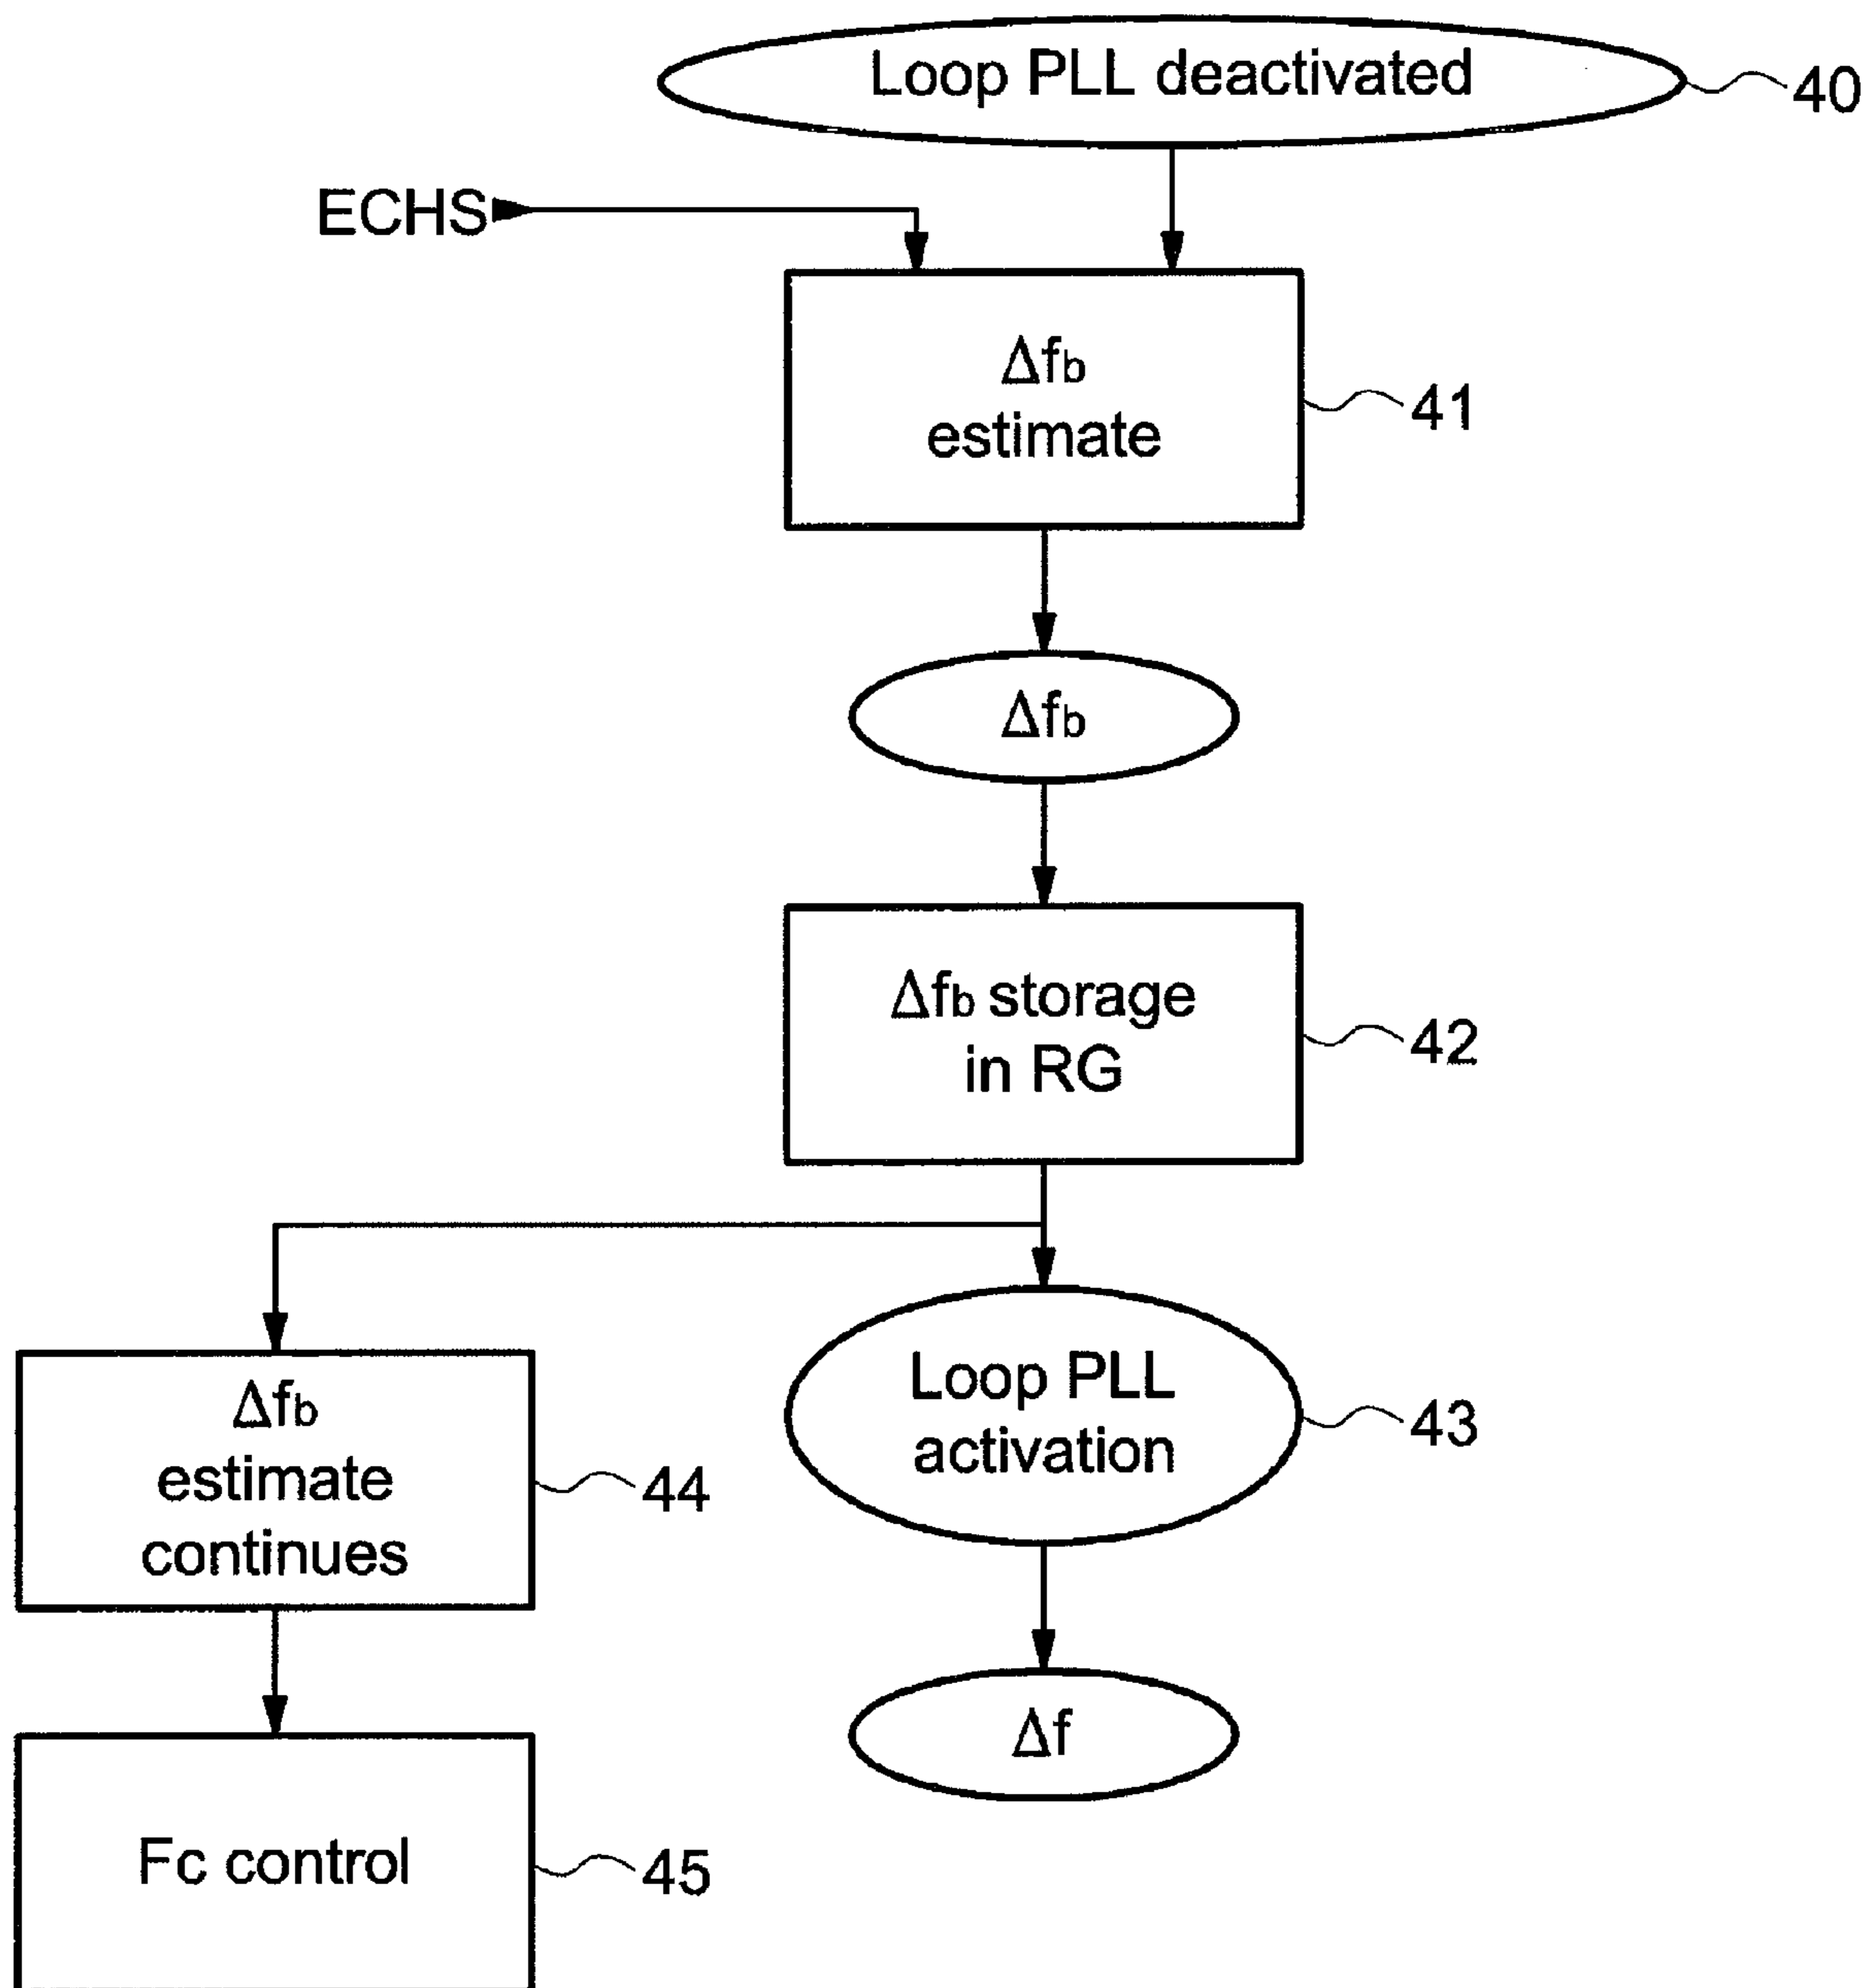 Loop PLL deactivated
40
ECHS
Δfb
estimate
41
Δfb
Δfb storage
in RG
42
Loop PLL
activation
43
Δfb
estimate
continues
44
Δf
Fc control
45